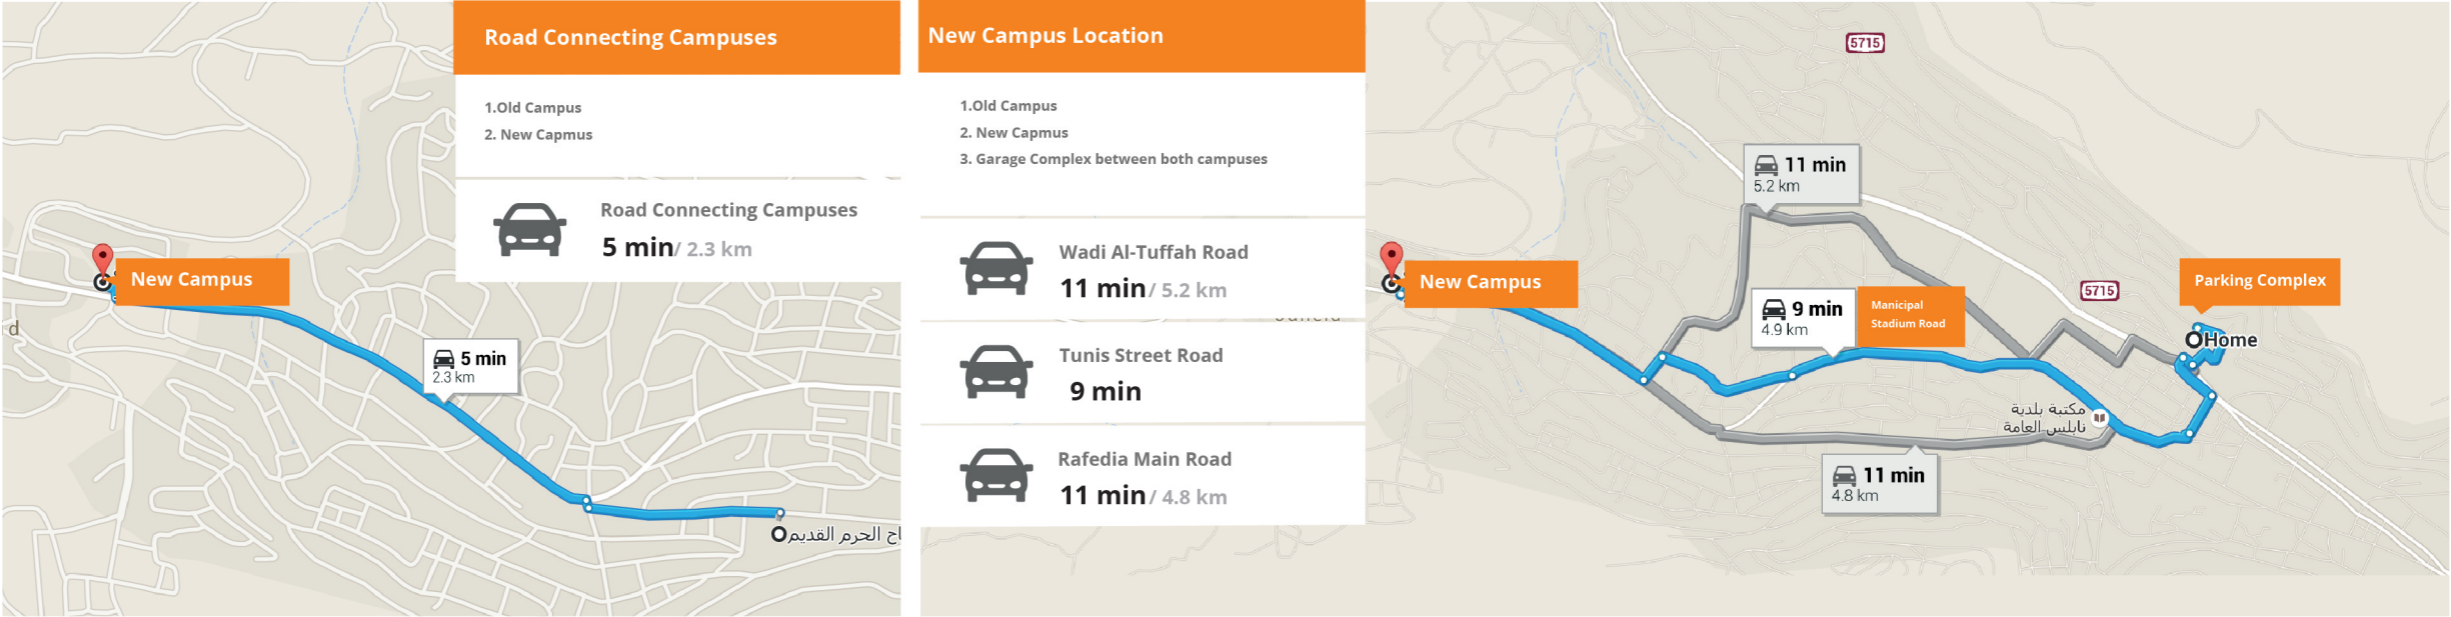 Road Connecting Campuses
1.Old Campus
2. New Capmus
Road Connecting Campuses
5 min/ 2.3 km
New Campus
d
5 min
2.3 km
اح الحرم القديم
New Campus Location
1.Old Campus
2. New Capmus
3. Garage Complex between both campuses
Wadi Al-Tuffah Road
11 min/ 5.2 km
Tunis Street Road
9 min
Rafedia Main Road
11 min/ 4.8 km
5715
11 min
5.2 km
New Campus
9 min
4.9 km
Manicipal
Stadium Road
5715
Parking Complex
Home
مكتبة بلدية
نابلس العامة
11 min
4.8 km